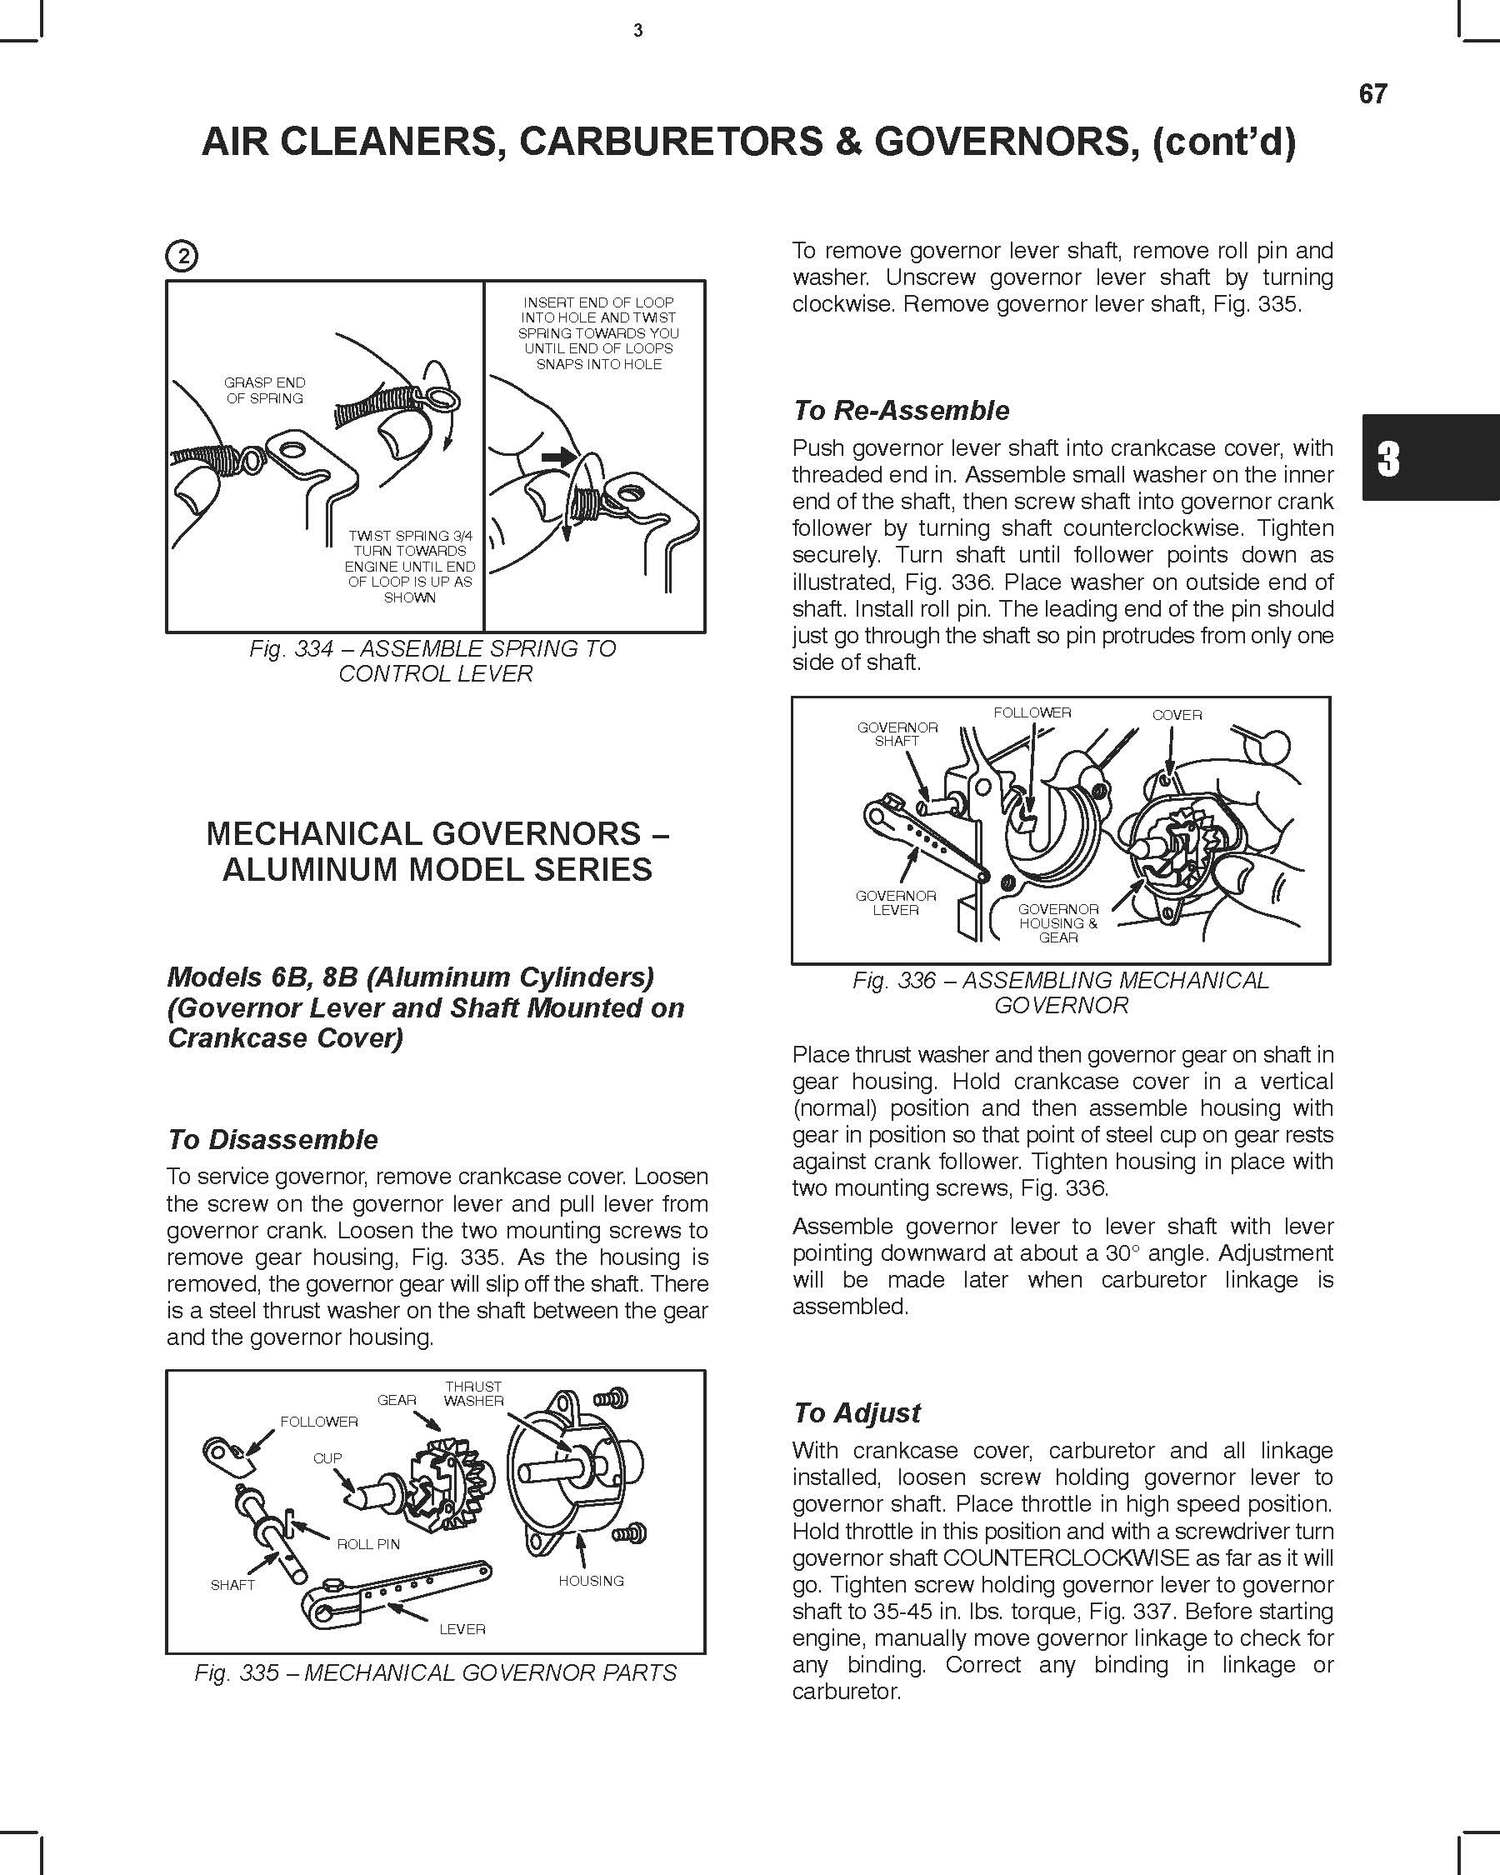 3
67
AIR CLEANERS, CARBURETORS & GOVERNORS, (cont’d)
2
GRASP END
OF SPRING
TWIST SPRING 3/4
TURN TOWARDS
ENGINE UNTIL END
OF LOOP IS UP AS
SHOWN
INSERT END OF LOOP
INTO HOLE AND TWIST
SPRING TOWARDS YOU
UNTIL END OF LOOPS
SNAPS INTO HOLE
Fig. 334 – ASSEMBLE SPRING TO
CONTROL LEVER
MECHANICAL GOVERNORS –
ALUMINUM MODEL SERIES
Models 6B, 8B (Aluminum Cylinders)
(Governor Lever and Shaft Mounted on
Crankcase Cover)
To Disassemble
To service governor, remove crankcase cover. Loosen
the screw on the governor lever and pull lever from
governor crank. Loosen the two mounting screws to
remove gear housing, Fig. 335. As the housing is
removed, the governor gear will slip off the shaft. There
is a steel thrust washer on the shaft between the gear
and the governor housing.
THRUST
WASHER
GEAR
FOLLOWER
CUP
ROLL PIN
SHAFT
HOUSING
LEVER
Fig. 335 – MECHANICAL GOVERNOR PARTS
To remove governor lever shaft, remove roll pin and
washer. Unscrew governor lever shaft by turning
clockwise. Remove governor lever shaft, Fig. 335.
To Re-Assemble
Push governor lever shaft into crankcase cover, with
threaded end in. Assemble small washer on the inner
end of the shaft, then screw shaft into governor crank
follower by turning shaft counterclockwise. Tighten
securely. Turn shaft until follower points down as
illustrated, Fig. 336. Place washer on outside end of
shaft. Install roll pin. The leading end of the pin should
just go through the shaft so pin protrudes from only one
side of shaft.
3
FOLLOWER
COVER
GOVERNOR
SHAFT
GOVERNOR
LEVER
GOVERNOR
HOUSING &
GEAR
Fig. 336 – ASSEMBLING MECHANICAL
GOVERNOR
Place thrust washer and then governor gear on shaft in
gear housing. Hold crankcase cover in a vertical
(normal) position and then assemble housing with
gear in position so that point of steel cup on gear rests
against crank follower. Tighten housing in place with
two mounting screws, Fig. 336.
Assemble governor lever to lever shaft with lever
pointing downward at about a 30° angle. Adjustment
will be made later when carburetor linkage is
assembled.
To Adjust
With crankcase cover, carburetor and all linkage
installed, loosen screw holding governor lever to
governor shaft. Place throttle in high speed position.
Hold throttle in this position and with a screwdriver turn
governor shaft COUNTERCLOCKWISE as far as it will
go. Tighten screw holding governor lever to governor
shaft to 35-45 in. lbs. torque, Fig. 337. Before starting
engine, manually move governor linkage to check for
any binding. Correct any binding in linkage or
carburetor.